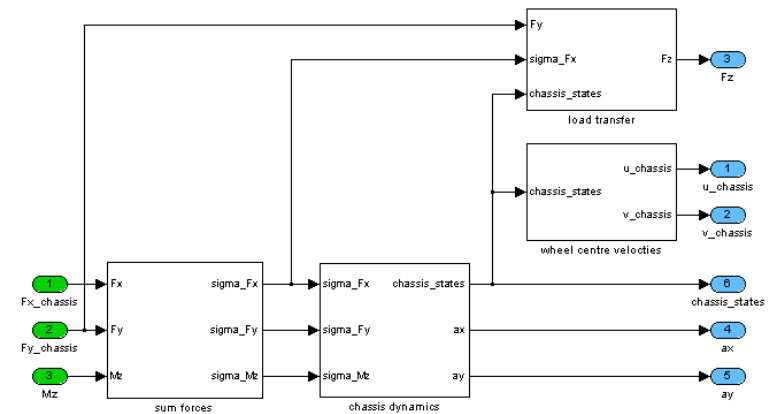 Fy
sigma_Fx
Fz
3
Fz
chassis_states
load transfer
u_chassis
1
u_chassis
chassis_states
v_chassis
2
v_chassis
wheel centre velocties
1
Fx_chassis
Fx
sigma_Fx
sigma_Fx
chassis_states
6
chassis_states
2
Fy_chassis
Fy
sigma_Fy
sigma_Fy
ax
4
ax
3
Mz
Mz
sigma_Mz
sigma_Mz
ay
5
ay
sum forces
chassis dynamics